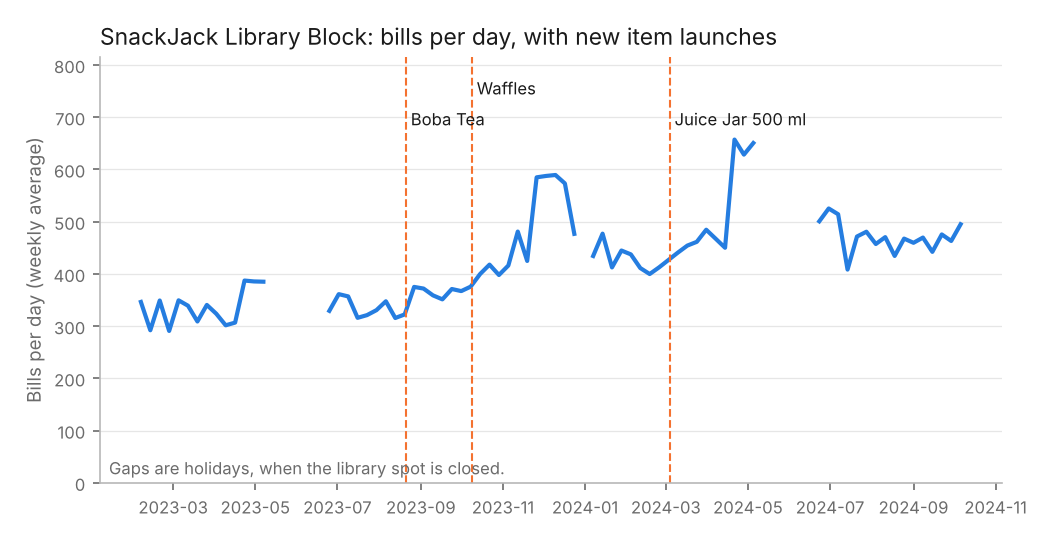 SnackJack Library Block: bills per day, with new item launches
Bills per day (weekly average)
800
700
600
500
400
300
200
100
0
Waffles
Boba Tea
Juice Jar 500 ml
Gaps are holidays, when the library spot is closed.
2023-03 2023-05 2023-07 2023-09 2023-11 2024-01 2024-03 2024-05 2024-07 2024-09 2024-11